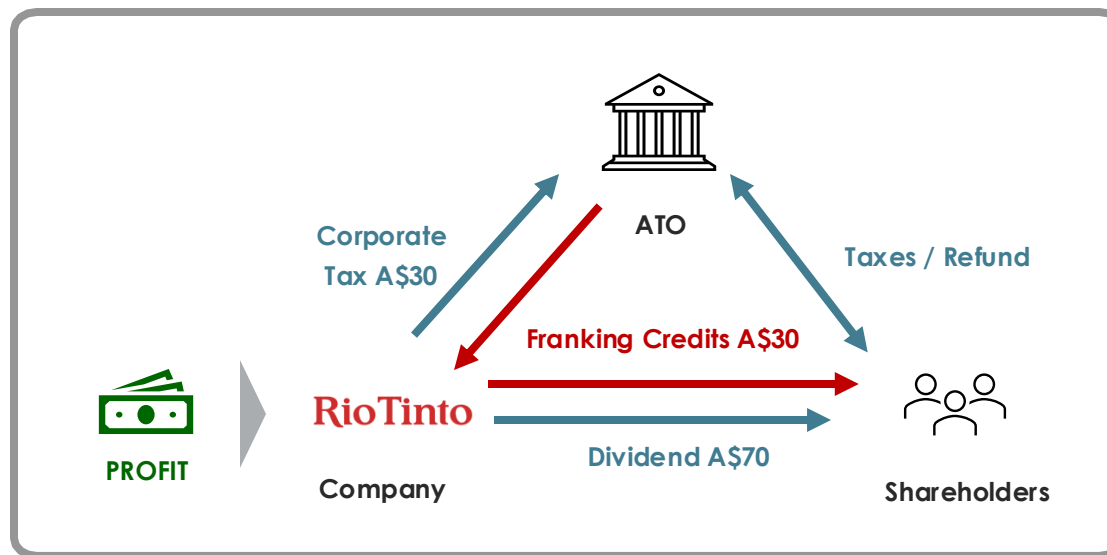 ATO
Corporate
Tax A$30
Taxes / Refund
Franking Credits A$30
RioTinto
Dividend A$70
PROFIT
Company
Shareholders